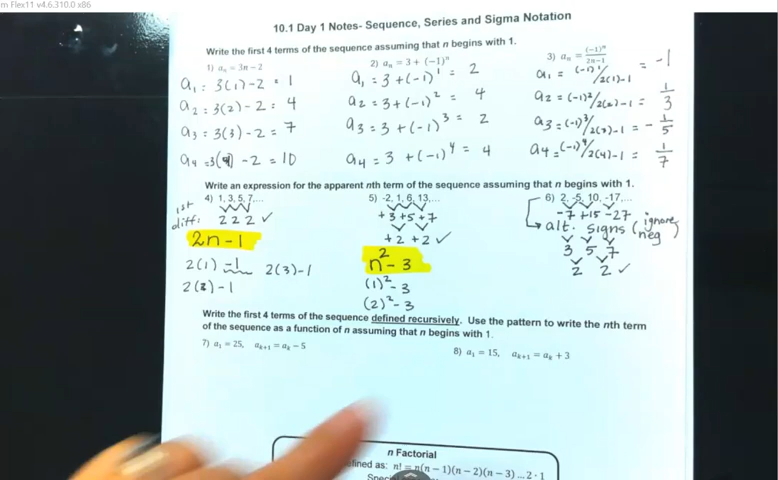 m Flex11 v4.6.310.0 x86
10.1 Day 1 Notes- Sequence, Series and Sigma Notation
Write the first 4 terms of the sequence assuming that n begins with 1.
1) aₙ = 3n − 2
a₁ = 3(1) − 2 = 1
a₂ = 3(2) − 2 = 4
a₃ = 3(3) − 2 = 7
a₄ = 3(4) − 2 = 10
2) aₙ = 3 + (−1)ⁿ
a₁ = 3 + (−1)¹ = 2
a₂ = 3 + (−1)² = 4
a₃ = 3 + (−1)³ = 2
a₄ = 3 + (−1)⁴ = 4
3) aₙ = (−1)ⁿ/2n−1
a₁ = (−1)¹/2(1)−1 = −1
a₂ = (−1)²/2(2)−1 = 1/3
a₃ = (−1)³/2(3)−1 = −1/5
a₄ = (−1)⁴/2(4)−1 = 1/7
Write an expression for the apparent nth term of the sequence assuming that n begins with 1.
4) 1, 3, 5, 7,...
1st diff: 2 2 2 ✓
2n − 1
2(1) − 1 2(3) − 1
2(2) − 1
5) -2, 1, 6, 13,...
+3 +5 +7
+2 +2 ✓
n² − 3
(1)² − 3
(2)² − 3
6) 2, -5, 10, -17,...
−7 +15 −27
alt. signs (ignore neg)
3 5 7
2 2 ✓
Write the first 4 terms of the sequence defined recursively. Use the pattern to write the nth term
of the sequence as a function of n assuming that n begins with 1.
7) a₁ = 25, aₖ₊₁ = aₖ − 5
8) a₁ = 15, aₖ₊₁ = aₖ + 3
n Factorial
fined as: n! = n(n − 1)(n − 2)(n − 3) ... 2 · 1